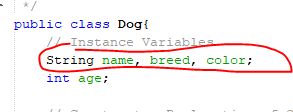 */
public class Dog{
// Instance Variables
String name, breed, color;
int age;